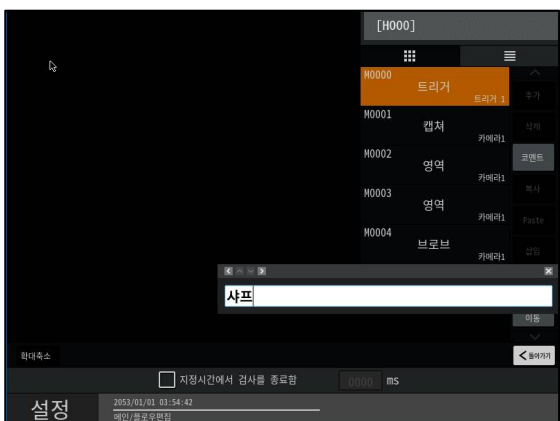 [H000]
M0000
트리거
트리거 1
추가
M0001
캡처
카메라1
삭제
코멘트
M0002
영역
카메라1
복사
M0003
영역
카메라1
Paste
M0004
브로브
카메라1
삽입
샤프
이동
확대축소
돌아가기
지정시간에서 검사를 종료함
0000 ms
설정
2053/01/01 03:54:42
메인/플로우편집